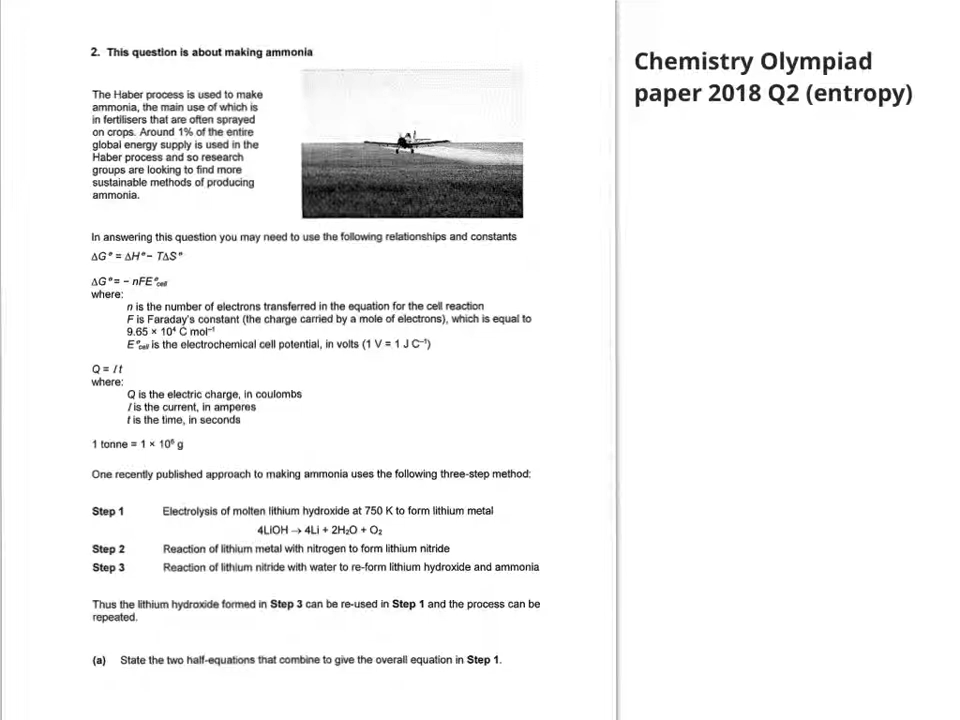 2. This question is about making ammonia
The Haber process is used to make
ammonia, the main use of which is
in fertilisers that are often sprayed
on crops. Around 1% of the entire
global energy supply is used in the
Haber process and so research
groups are looking to find more
sustainable methods of producing
ammonia.
In answering this question you may need to use the following relationships and constants
ΔG° = ΔH° – TΔS°
ΔG° = – nFE°cell
where:
n is the number of electrons transferred in the equation for the cell reaction
F is Faraday's constant (the charge carried by a mole of electrons), which is equal to
9.65 × 10⁴ C mol⁻¹
E°cell is the electrochemical cell potential, in volts (1 V = 1 J C⁻¹)
Q = It
where:
Q is the electric charge, in coulombs
I is the current, in amperes
t is the time, in seconds
1 tonne = 1 × 10⁶ g
One recently published approach to making ammonia uses the following three-step method:
Step 1 Electrolysis of molten lithium hydroxide at 750 K to form lithium metal
4LiOH → 4Li + 2H₂O + O₂
Step 2 Reaction of lithium metal with nitrogen to form lithium nitride
Step 3 Reaction of lithium nitride with water to re-form lithium hydroxide and ammonia
Thus the lithium hydroxide formed in Step 3 can be re-used in Step 1 and the process can be
repeated.
(a) State the two half-equations that combine to give the overall equation in Step 1.
Chemistry Olympiad
paper 2018 Q2 (entropy)